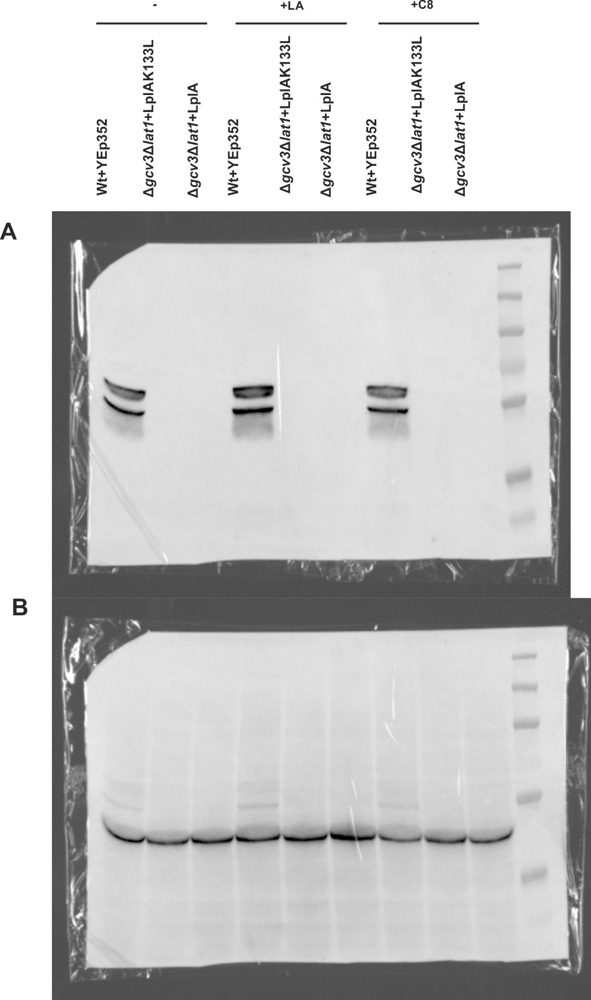 - +LA +C8
Wt+YEp352
Δgcv3Δlat1+LplAK133L
Δgcv3Δlat1+LplA
Wt+YEp352
Δgcv3Δlat1+LplAK133L
Δgcv3Δlat1+LplA
Wt+YEp352
Δgcv3Δlat1+LplAK133L
Δgcv3Δlat1+LplA
A
B